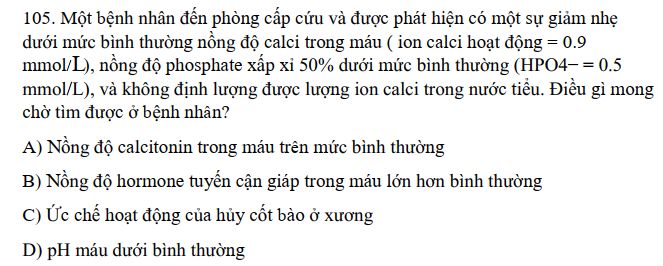 105. Một bệnh nhân đến phòng cấp cứu và được phát hiện có một sự giảm nhẹ
dưới mức bình thường nồng độ calci trong máu ( ion calci hoạt động = 0.9
mmol/L), nồng độ phosphate xấp xỉ 50% dưới mức bình thường (HPO4− = 0.5
mmol/L), và không định lượng được lượng ion calci trong nước tiểu. Điều gì mong
chờ tìm được ở bệnh nhân?
A) Nồng độ calcitonin trong máu trên mức bình thường
B) Nồng độ hormone tuyến cận giáp trong máu lớn hơn bình thường
C) Ức chế hoạt động của hủy cốt bào ở xương
D) pH máu dưới bình thường